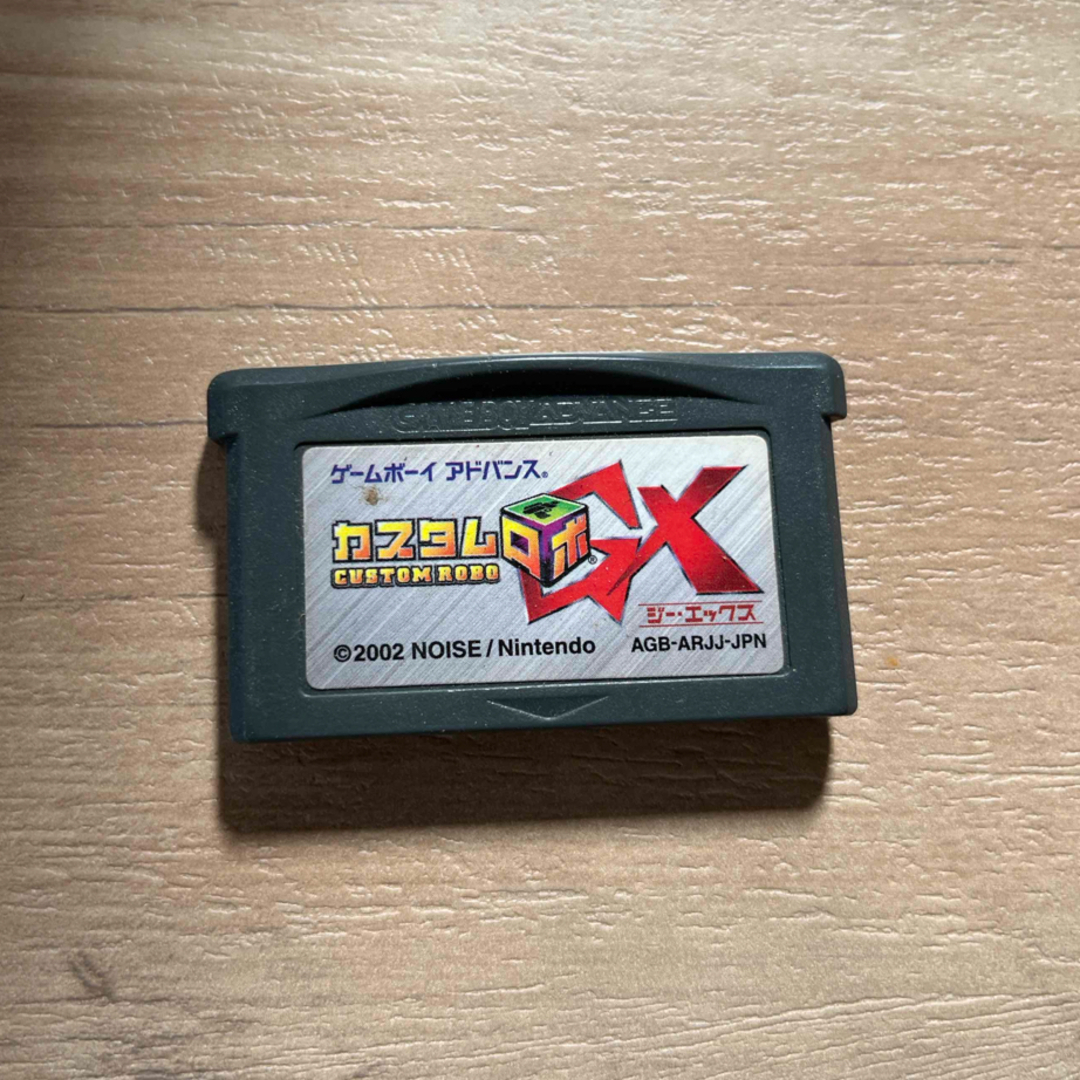 GAME BOY ADVANCE
ゲームボーイ アドバンス®
カスタムロボ® GX
CUSTOM ROBO
ジー・エックス
©2002 NOISE / Nintendo
AGB-ARJJ-JPN